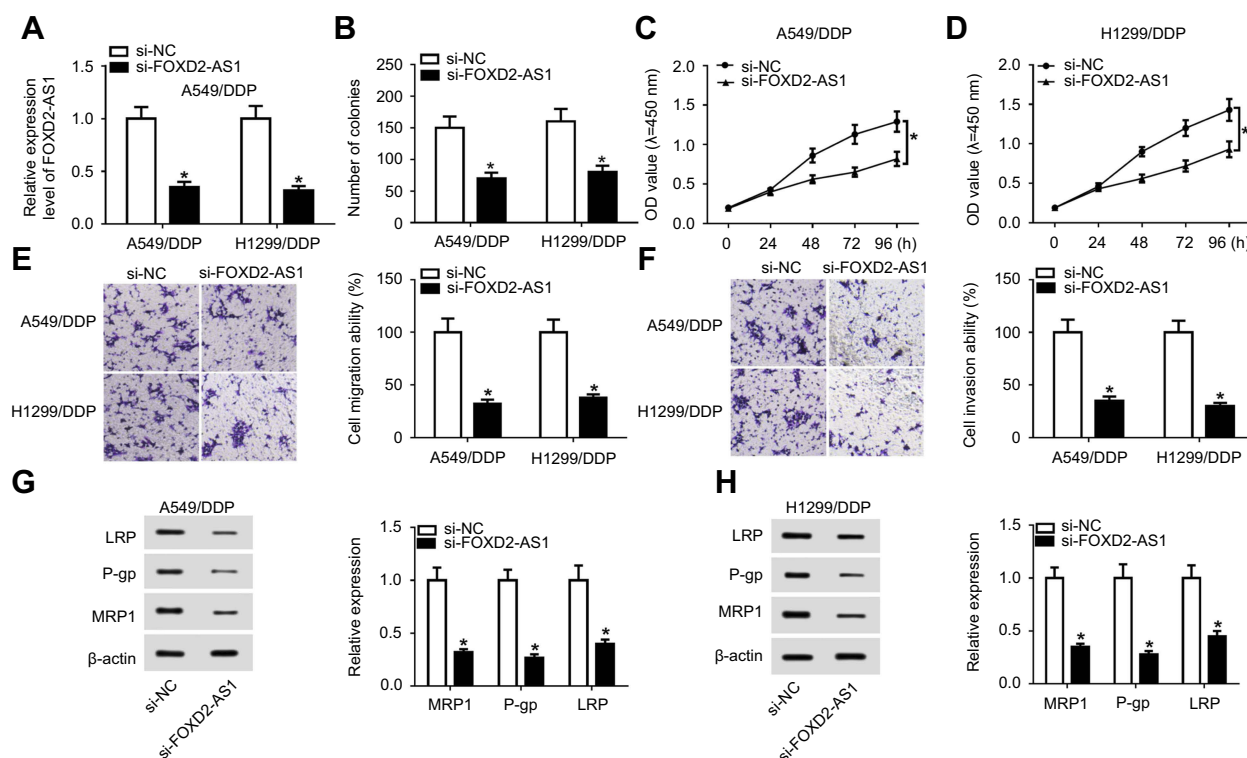 A
si-NC
si-FOXD2-AS1
A549/DDP
Relative expression
level of FOXD2-AS1
1.5
1.0
0.5
0.0
A549/DDP
H1299/DDP
*
*
B
si-NC
si-FOXD2-AS1
Number of colonies
250
200
150
100
50
0
A549/DDP
H1299/DDP
*
*
C
A549/DDP
si-NC
si-FOXD2-AS1
OD value (λ=450 nm)
2.0
1.5
1.0
0.5
0.0
0 24 48 72 96 (h)
*
D
H1299/DDP
si-NC
si-FOXD2-AS1
OD value (λ=450 nm)
2.0
1.5
1.0
0.5
0.0
0 24 48 72 96 (h)
*
E
si-NC
si-FOXD2-AS1
A549/DDP
H1299/DDP
si-NC
si-FOXD2-AS1
Cell migration ability (%)
150
100
50
0
A549/DDP
H1299/DDP
*
*
F
si-NC
si-FOXD2-AS1
A549/DDP
H1299/DDP
si-NC
si-FOXD2-AS1
Cell invasion ability (%)
150
100
50
0
A549/DDP
H1299/DDP
*
*
G
A549/DDP
LRP
P-gp
MRP1
β-actin
si-NC
si-FOXD2-AS1
si-NC
si-FOXD2-AS1
Relative expression
1.5
1.0
0.5
0.0
MRP1
P-gp
LRP
*
*
*
H
H1299/DDP
LRP
P-gp
MRP1
β-actin
si-NC
si-FOXD2-AS1
si-NC
si-FOXD2-AS1
Relative expression
1.5
1.0
0.5
0.0
MRP1
P-gp
LRP
*
*
*